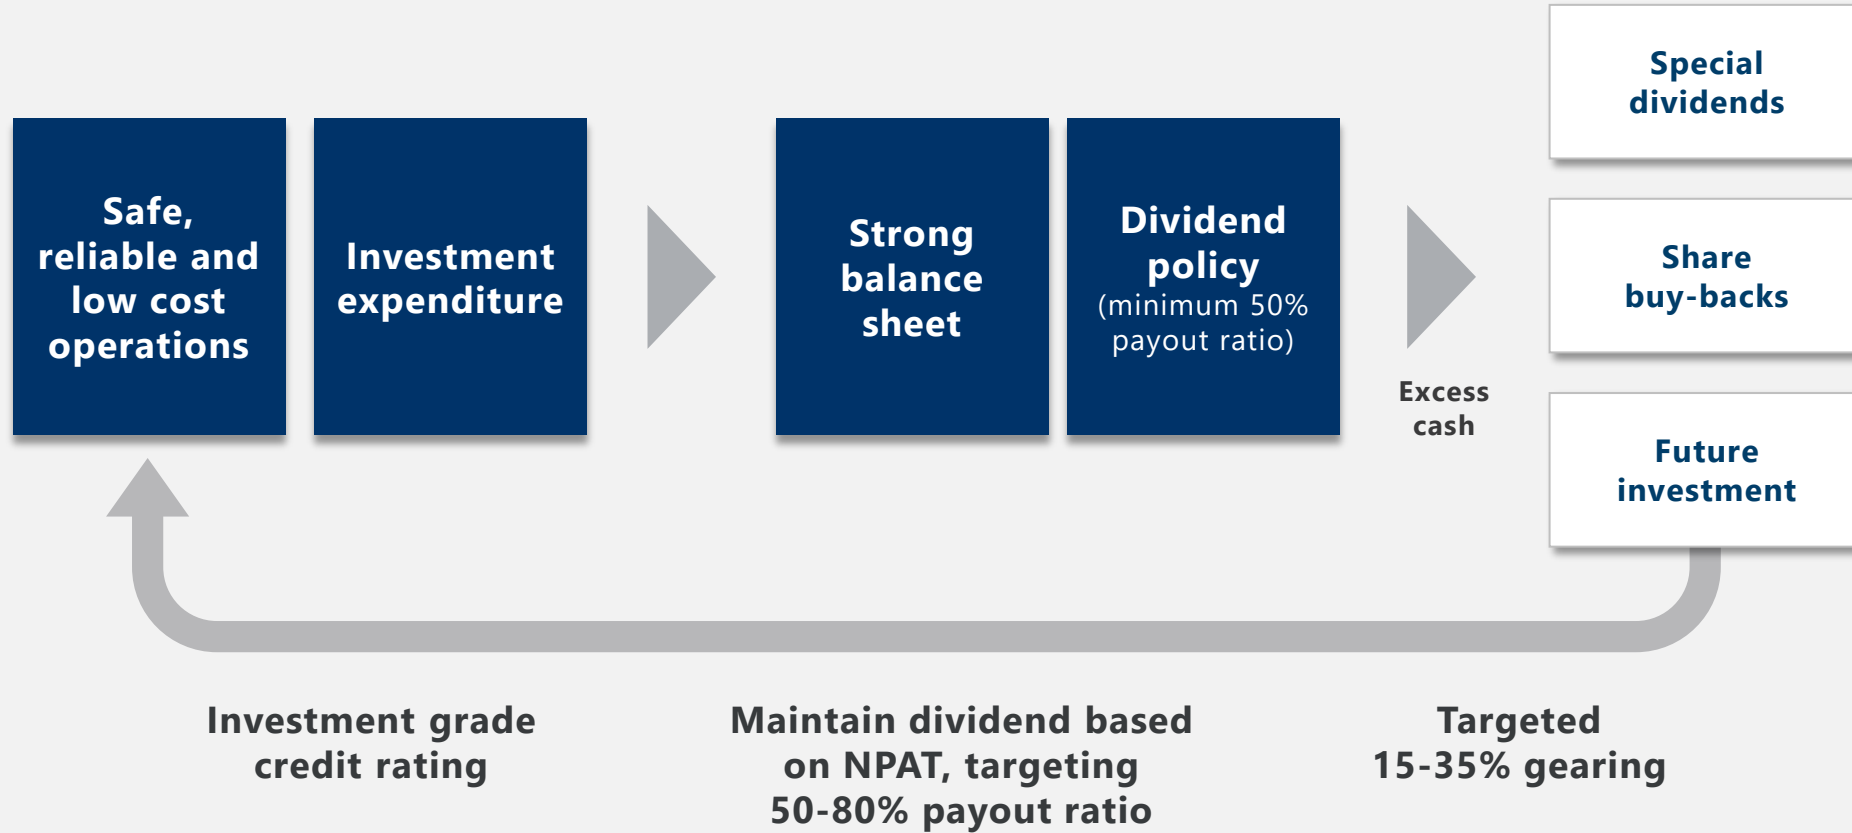 Safe,
reliable and
low cost
operations
Investment
expenditure
Strong
balance
sheet
Dividend
policy
(minimum 50%
payout ratio)
Excess
cash
Special
dividends
Share
buy-backs
Future
investment
Investment grade
credit rating
Maintain dividend based
on NPAT, targeting
50-80% payout ratio
Targeted
15-35% gearing